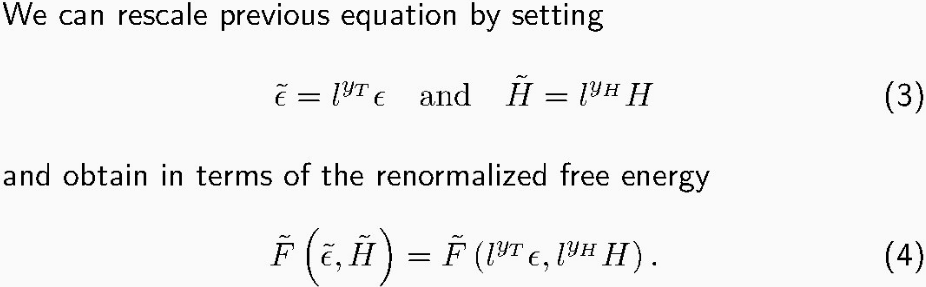 We can rescale previous equation by setting
ϵ̃ = l^{y_T} ϵ and H̃ = l^{y_H} H (3)
and obtain in terms of the renormalized free energy
F̃ (ϵ̃, H̃) = F̃ (l^{y_T} ϵ, l^{y_H} H) . (4)